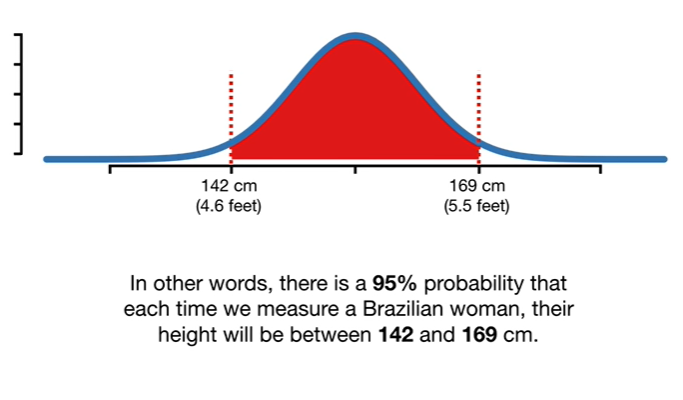 142 cm
(4.6 feet)
169 cm
(5.5 feet)
In other words, there is a 95% probability that
each time we measure a Brazilian woman, their
height will be between 142 and 169 cm.